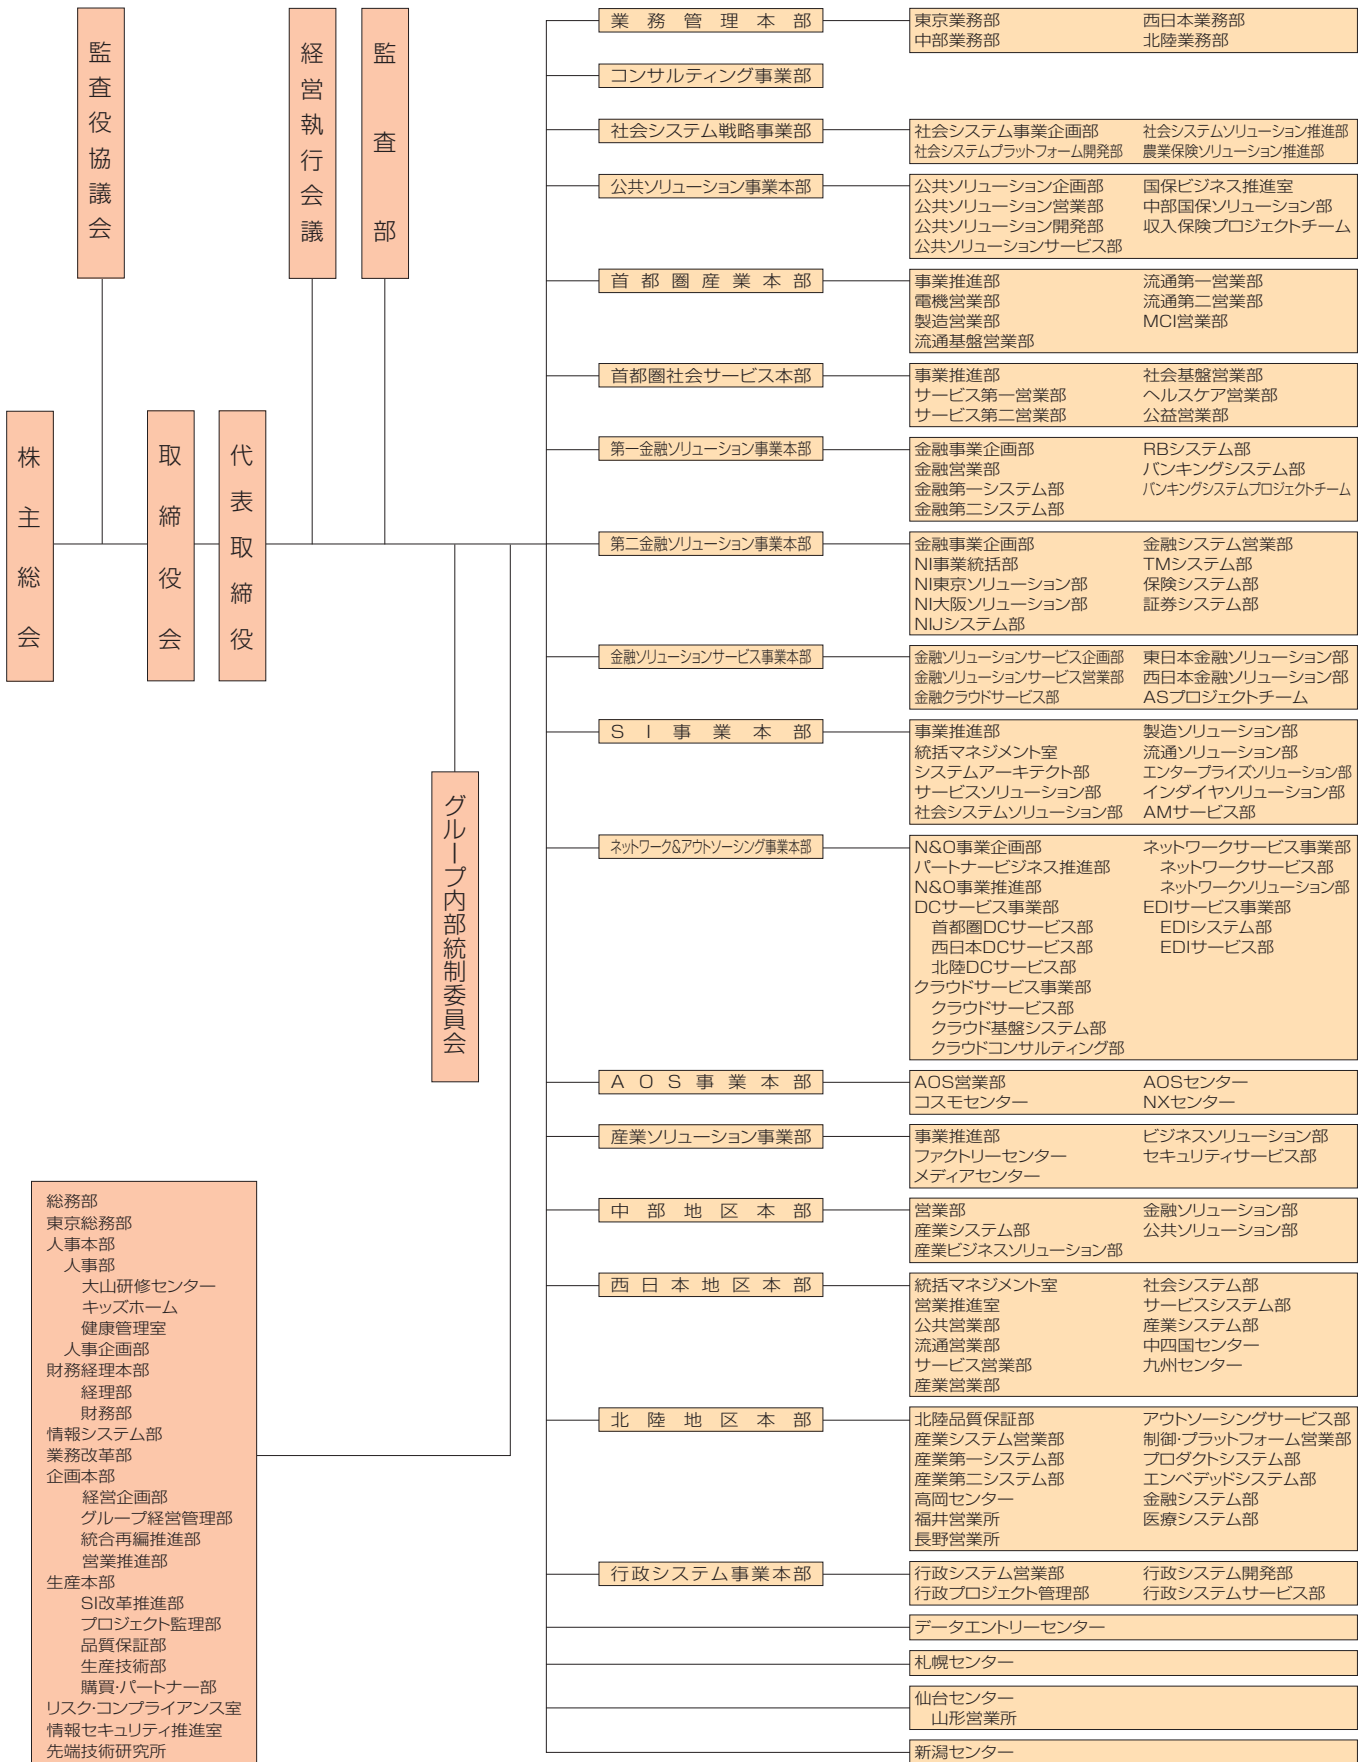 監査役協議会
経営執行会議
監査部
株主総会
取締役会
代表取締役
グループ内部統制委員会
総務部
東京総務部
人事本部
人事部
大山研修センター
キッズホーム
健康管理室
人事企画部
財務経理本部
経理部
財務部
情報システム部
業務改革部
企画本部
経営企画部
グループ経営管理部
統合再編推進部
営業推進部
生産本部
SI改革推進部
プロジェクト監理部
品質保証部
生産技術部
購買・パートナー部
リスク・コンプライアンス室
情報セキュリティ推進室
先端技術研究所
業務管理本部
東京業務部 西日本業務部
中部業務部 北陸業務部
コンサルティング事業部
社会システム戦略事業部
社会システム事業企画部 社会システムソリューション推進部
社会システムプラットフォーム開発部 農業保険ソリューション推進部
公共ソリューション事業本部
公共ソリューション企画部 国保ビジネス推進室
公共ソリューション営業部 中部国保ソリューション部
公共ソリューション開発部 収入保険プロジェクトチーム
公共ソリューションサービス部
首都圏産業本部
事業推進部 流通第一営業部
電機営業部 流通第二営業部
製造営業部 MCI営業部
流通基盤営業部
首都圏社会サービス本部
事業推進部 社会基盤営業部
サービス第一営業部 ヘルスケア営業部
サービス第二営業部 公益営業部
第一金融ソリューション事業本部
金融事業企画部 RBシステム部
金融営業部 バンキングシステム部
金融第一システム部 バンキングシステムプロジェクトチーム
金融第二システム部
第二金融ソリューション事業本部
金融事業企画部 金融システム営業部
NI事業統括部 TMシステム部
NI東京ソリューション部 保険システム部
NI大阪ソリューション部 証券システム部
NIJシステム部
金融ソリューションサービス事業本部
金融ソリューションサービス企画部 東日本金融ソリューション部
金融ソリューションサービス営業部 西日本金融ソリューション部
金融クラウドサービス部 ASプロジェクトチーム
SI事業本部
事業推進部 製造ソリューション部
統括マネジメント室 流通ソリューション部
システムアーキテクト部 エンタープライズソリューション部
サービスソリューション部 インダイヤソリューション部
社会システムソリューション部 AMサービス部
ネットワーク&アウトソーシング事業本部
N&O事業企画部 ネットワークサービス事業部
パートナービジネス推進部 ネットワークサービス部
N&O事業推進部 ネットワークソリューション部
DCサービス事業部 EDIサービス事業部
首都圏DCサービス部 EDIシステム部
西日本DCサービス部 EDIサービス部
北陸DCサービス部
クラウドサービス事業部
クラウドサービス部
クラウド基盤システム部
クラウドコンサルティング部
AOS事業本部
AOS営業部 AOSセンター
コスモセンター NXセンター
産業ソリューション事業部
事業推進部 ビジネスソリューション部
ファクトリーセンター セキュリティサービス部
メディアセンター
中部地区本部
営業部 金融ソリューション部
産業システム部 公共ソリューション部
産業ビジネスソリューション部
西日本地区本部
統括マネジメント室 社会システム部
営業推進室 サービスシステム部
公共営業部 産業システム部
流通営業部 中四国センター
サービス営業部 九州センター
産業営業部
北陸地区本部
北陸品質保証部 アウトソーシングサービス部
産業システム営業部 制御・プラットフォーム営業部
産業第一システム部 プロダクトシステム部
産業第二システム部 エンベデッドシステム部
高岡センター 金融システム部
福井営業所 医療システム部
長野営業所
行政システム事業本部
行政システム営業部 行政システム開発部
行政プロジェクト管理部 行政システムサービス部
データエントリーセンター
札幌センター
仙台センター
山形営業所
新潟センター